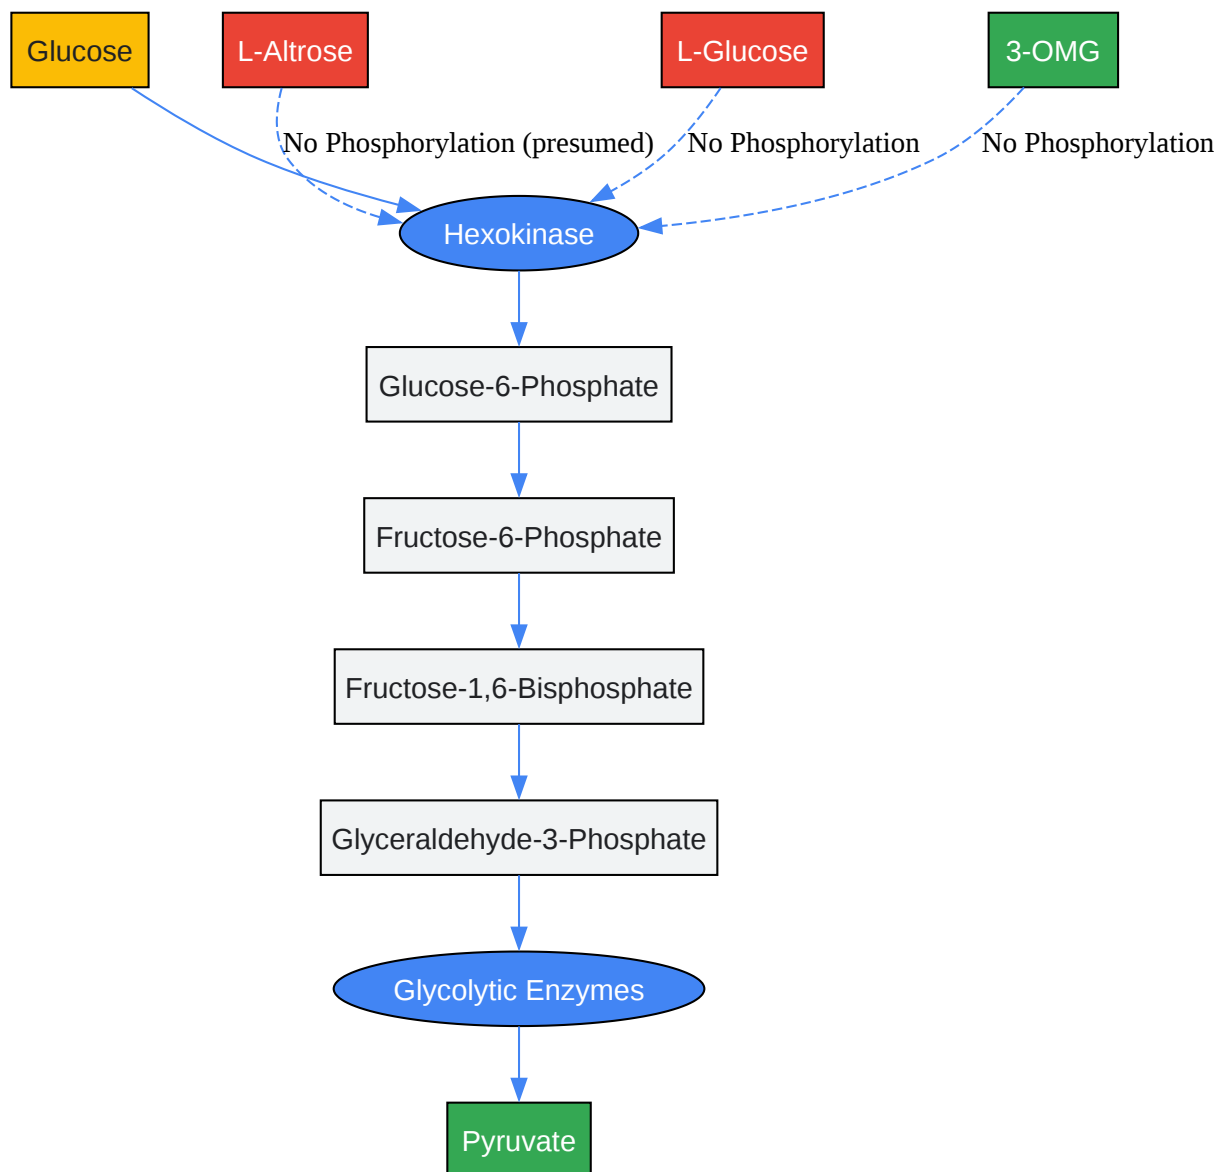 Glucose
L-Altrose
L-Glucose
3-OMG
No Phosphorylation (presumed)
No Phosphorylation
No Phosphorylation
Hexokinase
Glucose-6-Phosphate
Fructose-6-Phosphate
Fructose-1,6-Bisphosphate
Glyceraldehyde-3-Phosphate
Glycolytic Enzymes
Pyruvate